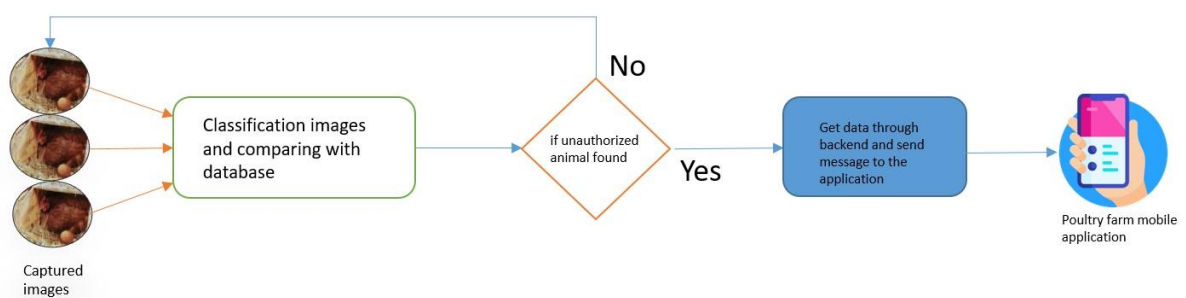 No
Classification images
and comparing with
database
if unauthorized
animal found
Yes
Get data through
backend and send
message to the
application
Poultry farm mobile
application
Captured
images